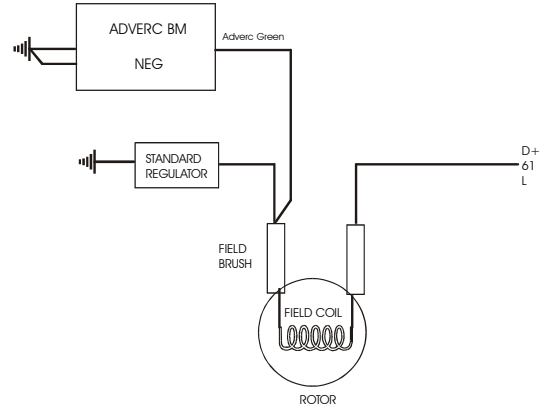 ADVERC BM
NEG
Adverc Green
STANDARD
REGULATOR
D+
61
L
FIELD
BRUSH
FIELD COIL
ROTOR